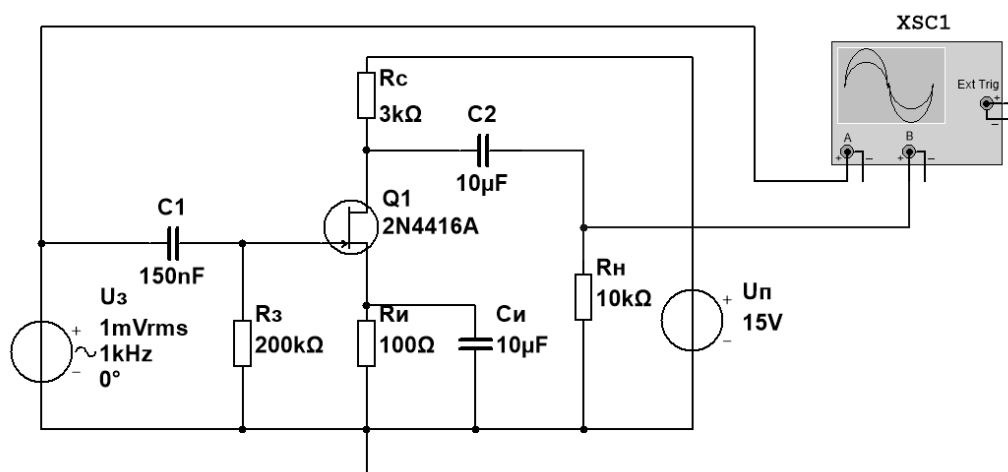 XSC1
Ext Trig
+
−
A
B
+ −
+ −
Rс
3kΩ
C2
10µF
Q1
2N4416A
C1
150nF
Uз
+
1mVrms
1kHz
−
0°
Rз
200kΩ
Rи
100Ω
Cи
10µF
Rн
10kΩ
Uп
+
15V
−